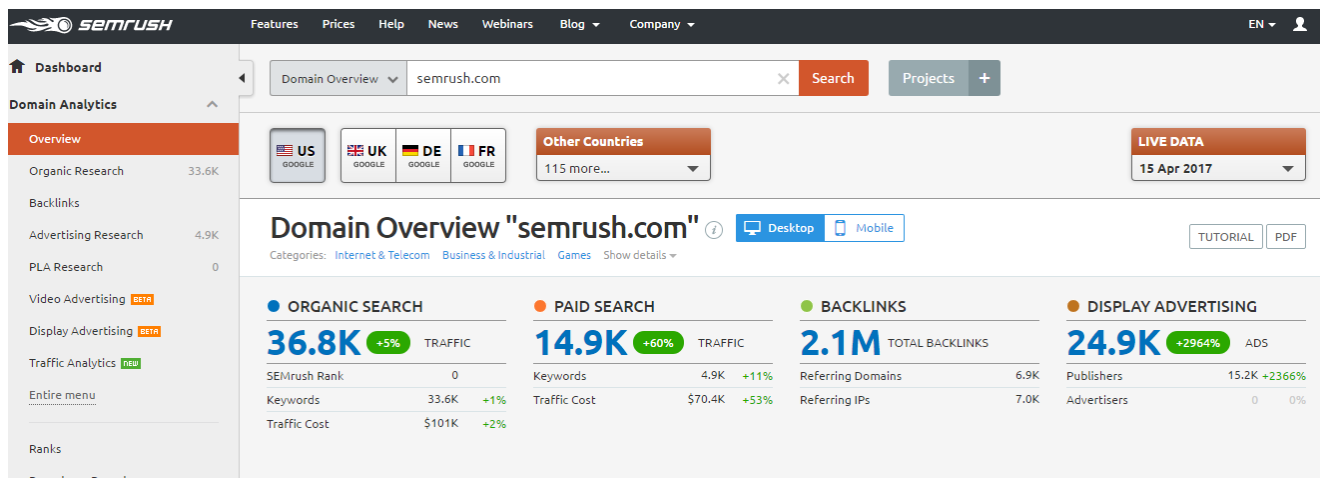 semrush Features Prices Help News Webinars Blog Company EN
Dashboard
Domain Analytics
Overview
Organic Research 33.6K
Backlinks
Advertising Research 4.9K
PLA Research 0
Video Advertising BETA
Display Advertising BETA
Traffic Analytics NEW
Entire menu
Ranks
Domain Overview semrush.com Search Projects +
US GOOGLE
UK GOOGLE
DE GOOGLE
FR GOOGLE
Other Countries
115 more...
LIVE DATA
15 Apr 2017
Domain Overview "semrush.com" i Desktop Mobile
TUTORIAL PDF
Categories: Internet & Telecom Business & Industrial Games Show details
ORGANIC SEARCH
36.8K +5% TRAFFIC
SEMrush Rank 0
Keywords 33.6K +1%
Traffic Cost $101K +2%
PAID SEARCH
14.9K +60% TRAFFIC
Keywords 4.9K +11%
Traffic Cost $70.4K +53%
BACKLINKS
2.1M TOTAL BACKLINKS
Referring Domains 6.9K
Referring IPs 7.0K
DISPLAY ADVERTISING
24.9K +2964% ADS
Publishers 15.2K +2366%
Advertisers 0 0%